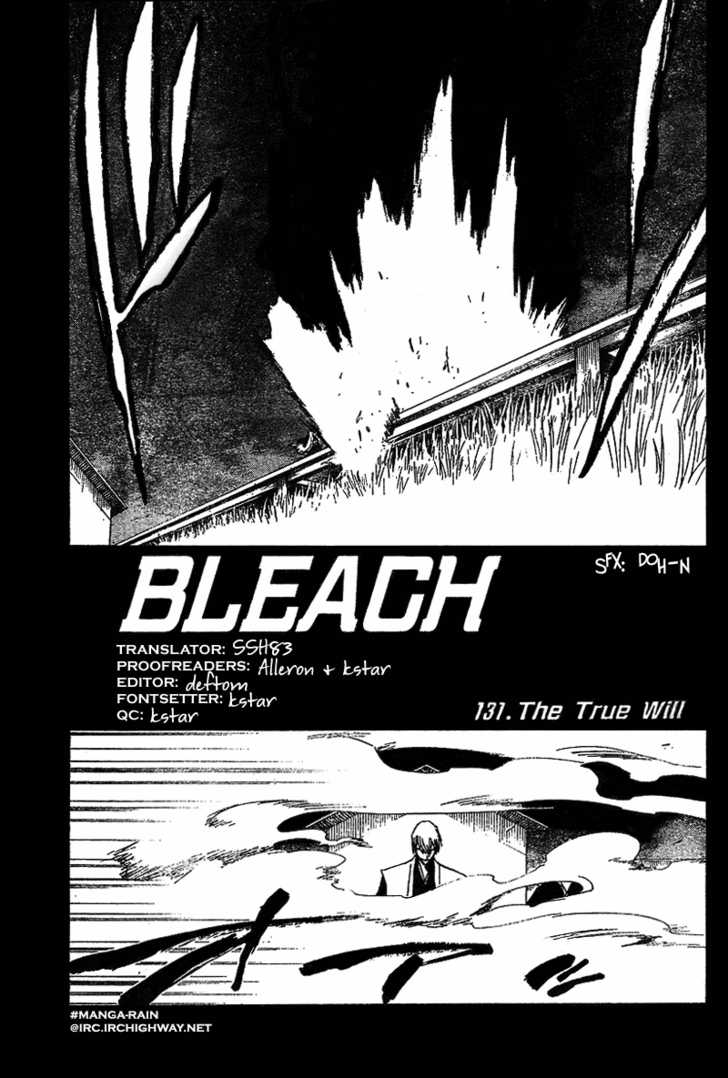 BLEACH
SFX: DOH-N
TRANSLATOR: SSH83
PROOFREADERS: Alleron + kstar
EDITOR: deftom
FONTSETTER: kstar
QC: kstar
131. The True Will
#MANGA-RAIN
@IRC.IRCHIGHWAY.NET